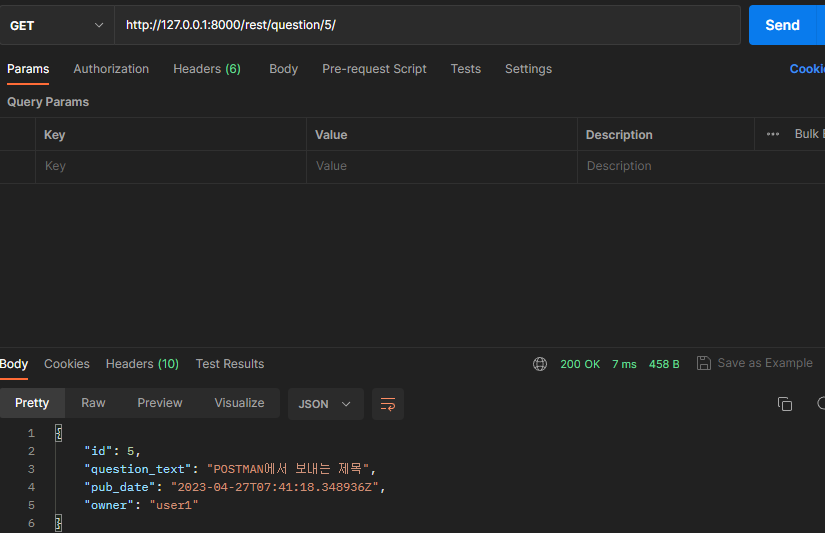 GET http://127.0.0.1:8000/rest/question/5/ Send
Params Authorization Headers (6) Body Pre-request Script Tests Settings
Query Params
Key Value Description ••• Bulk
Key Value Description
Body Cookies Headers (10) Test Results 200 OK 7 ms 458 B Save as Example
Pretty Raw Preview Visualize JSON
1 {
2 "id": 5,
3 "question_text": "POSTMAN에서 보내는 제목",
4 "pub_date": "2023-04-27T07:41:18.348936Z",
5 "owner": "user1"
6 }